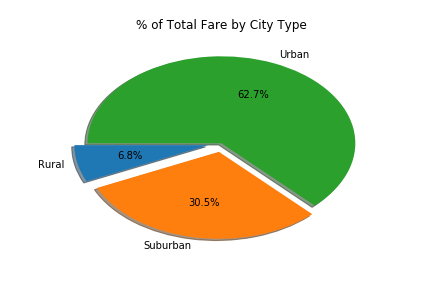 % of Total Fare by City Type
Urban
62.7%
6.8%
Rural
30.5%
Suburban